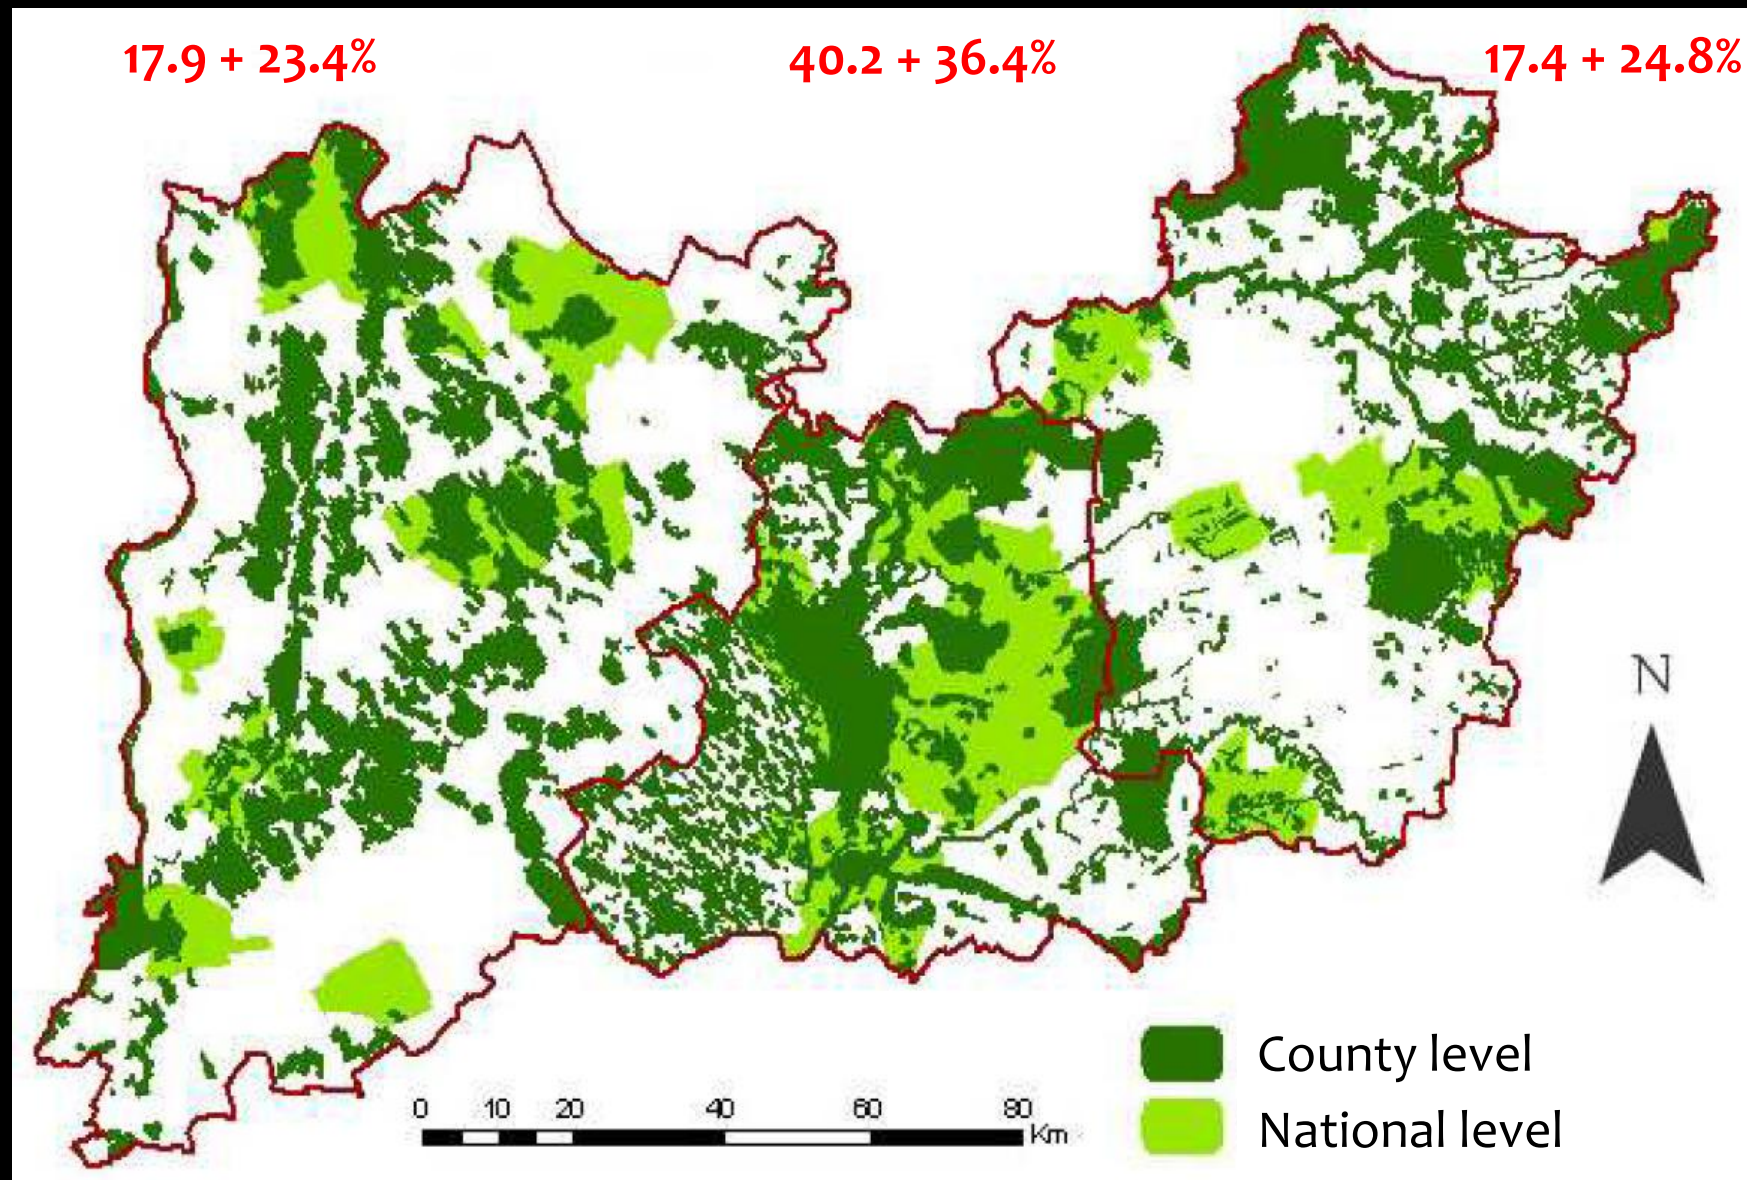 17.9 + 23.4%
40.2 + 36.4%
17.4 + 24.8%
N
0 10 20 40 60 80
Km
County level
National level